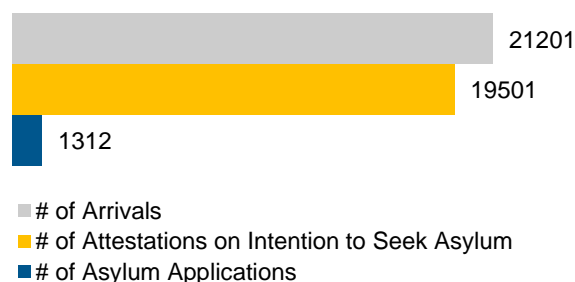 21201
19501
1312
# of Arrivals
# of Attestations on Intention to Seek Asylum
# of Asylum Applications